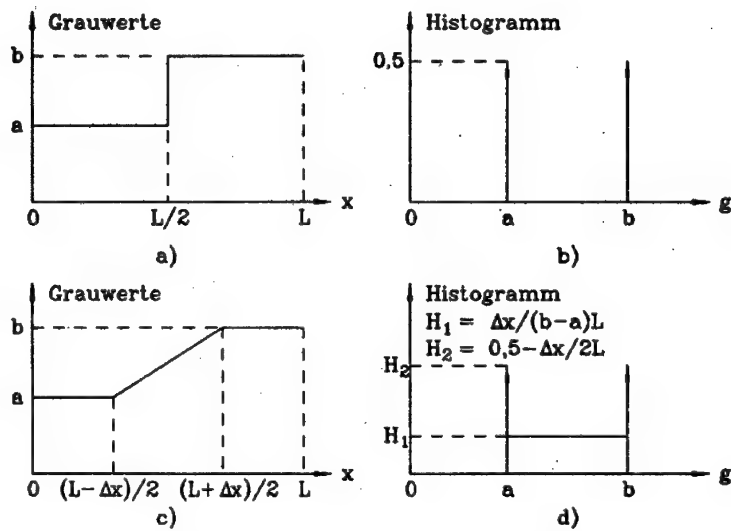 Grauwerte
b
a
0
L/2
L
x
a)
Histogramm
0,5
0
a
b
g
b)
Grauwerte
b
a
0
(L-Δx)/2
(L+Δx)/2
L
x
c)
Histogramm
H₁ = Δx/(b-a)L
H₂ = 0,5-Δx/2L
H₂
H₁
0
a
b
g
d)